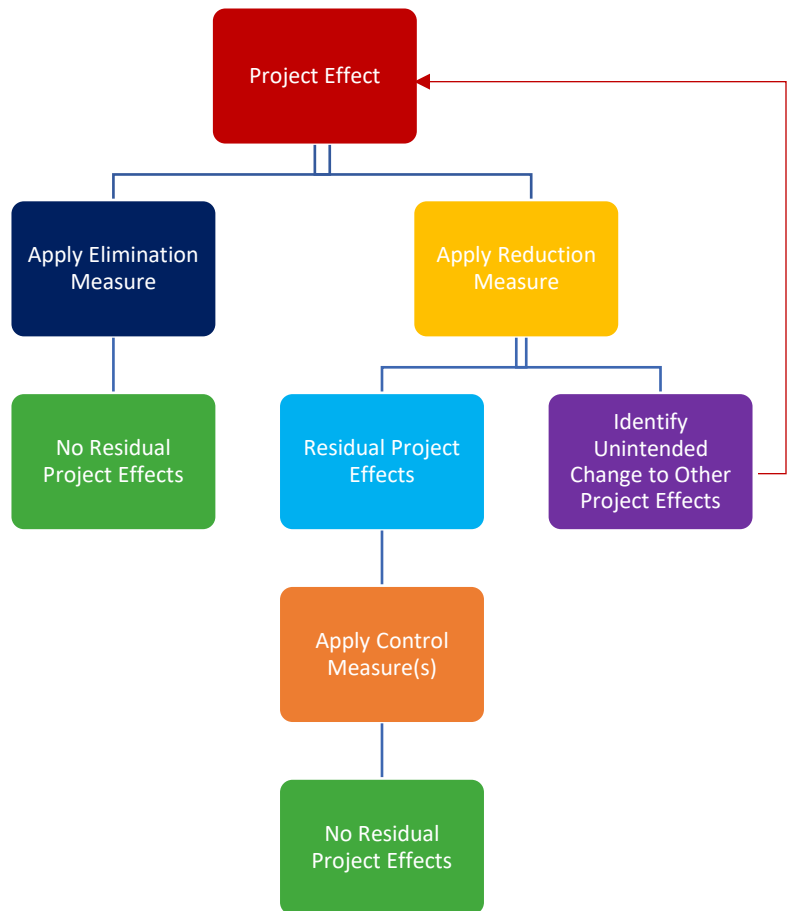 Project Effect
Apply Elimination
Measure
Apply Reduction
Measure
No Residual
Project Effects
Residual Project
Effects
Identify
Unintended
Change to Other
Project Effects
Apply Control
Measure(s)
No Residual
Project Effects